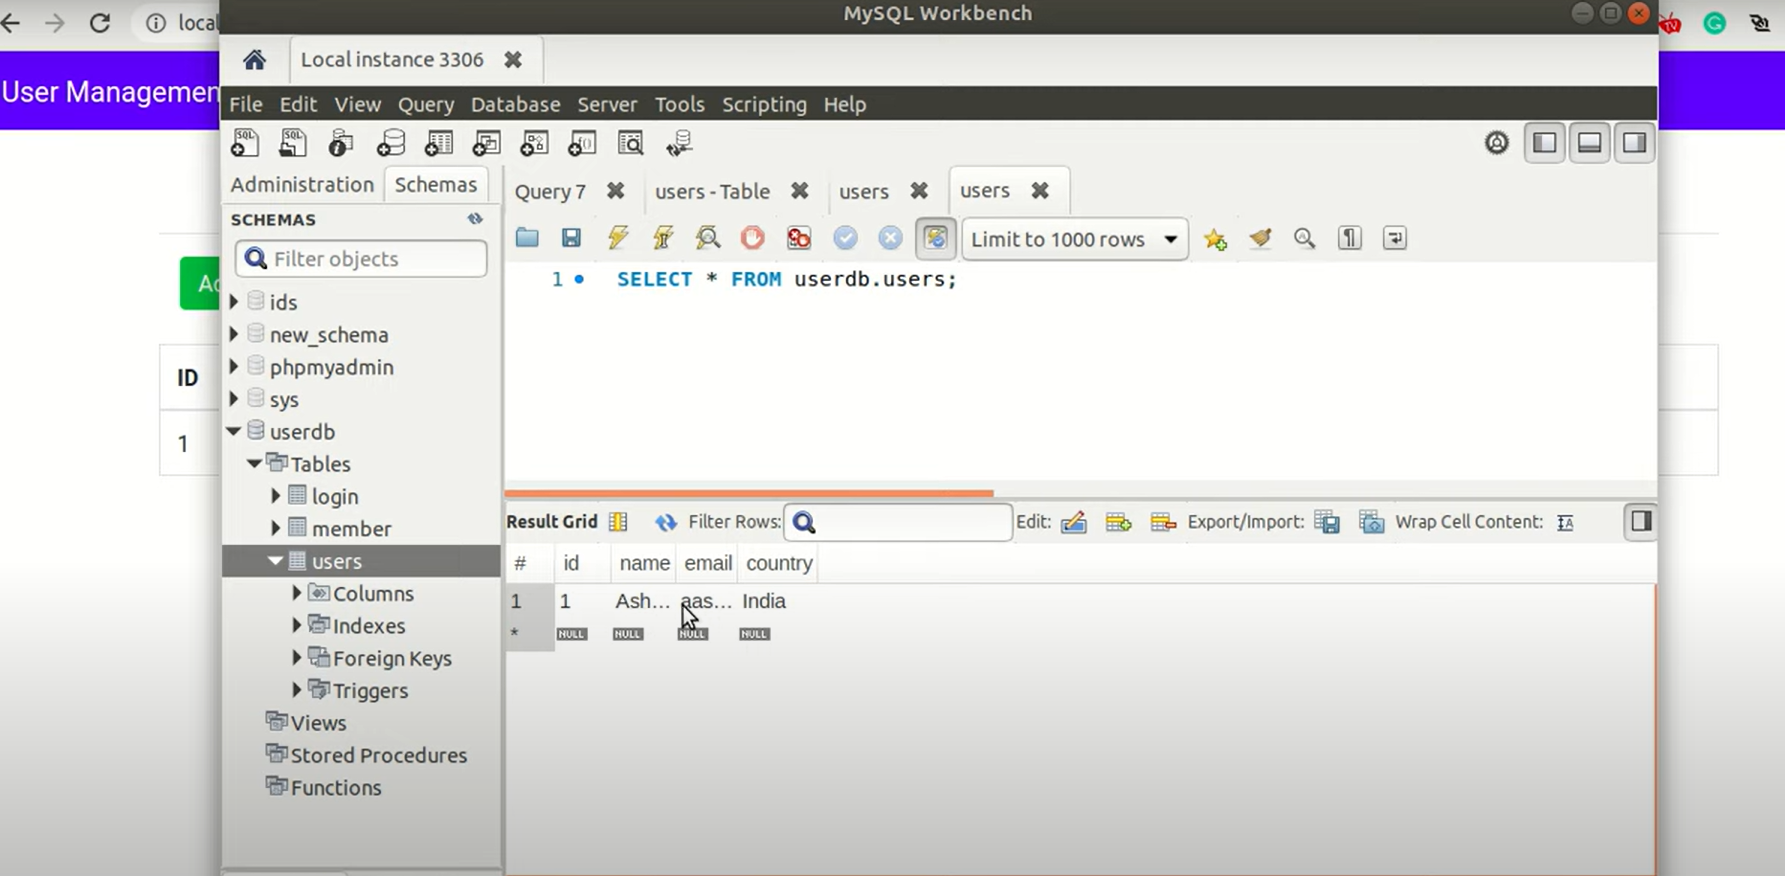 MySQL Workbench
local
Local instance 3306
User Managemen
File Edit View Query Database Server Tools Scripting Help
Administration Schemas
Query 7 users - Table users users
SCHEMAS
Filter objects
Limit to 1000 rows
1 SELECT * FROM userdb.users;
ids
new_schema
phpmyadmin
sys
userdb
Tables
login
member
users
Columns
Indexes
Foreign Keys
Triggers
Views
Stored Procedures
Functions
ID
1
Result Grid Filter Rows: Edit: Export/Import: Wrap Cell Content:
# id name email country
1 1 Ash... aas... India
* NULL NULL NULL NULL